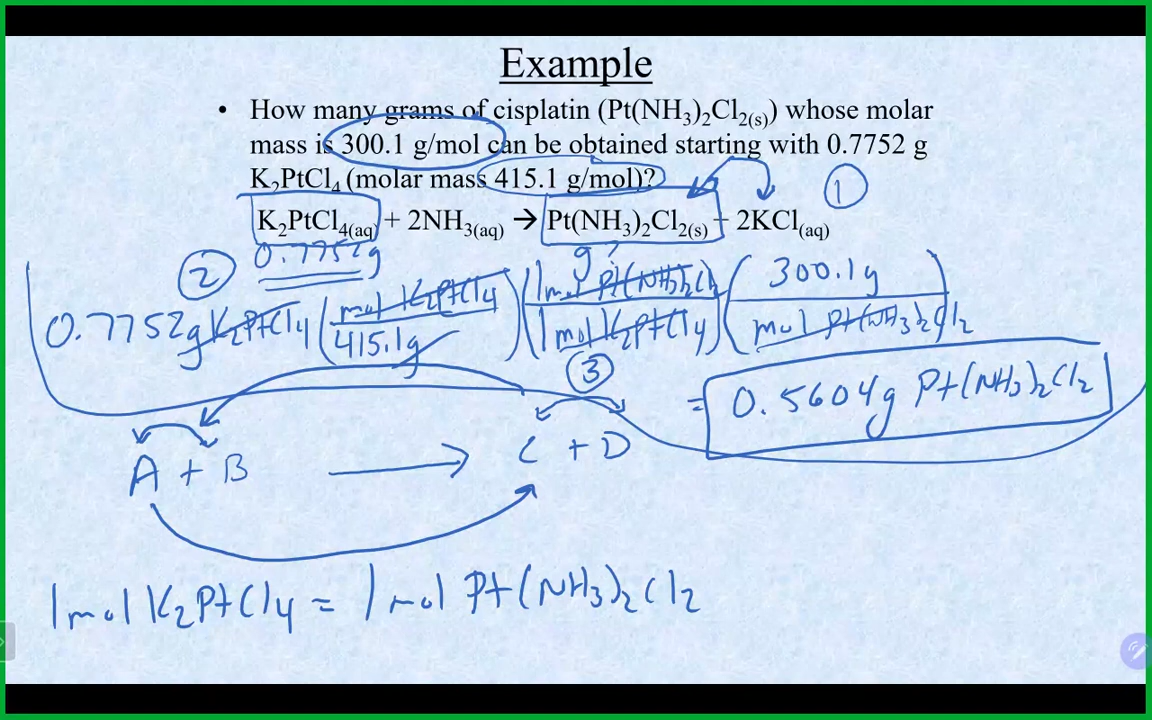 Example
• How many grams of cisplatin (Pt(NH₃)₂Cl₂₍ₛ₎) whose molar
mass is 300.1 g/mol can be obtained starting with 0.7752 g
K₂PtCl₄ (molar mass 415.1 g/mol)?
1
K₂PtCl₄(aq) + 2NH₃(aq) → Pt(NH₃)₂Cl₂(s) + 2KCl(aq)
2
0.7752g
g?
0.7752g K₂PtCl₄ (mol K₂PtCl₄ / 415.1g) (1mol Pt(NH₃)₂Cl₂ / 1mol K₂PtCl₄) (300.1g / mol Pt(NH₃)₂Cl₂)
3
= 0.5604g Pt(NH₃)₂Cl₂
A + B → C + D
1mol K₂PtCl₄ = 1mol Pt(NH₃)₂Cl₂